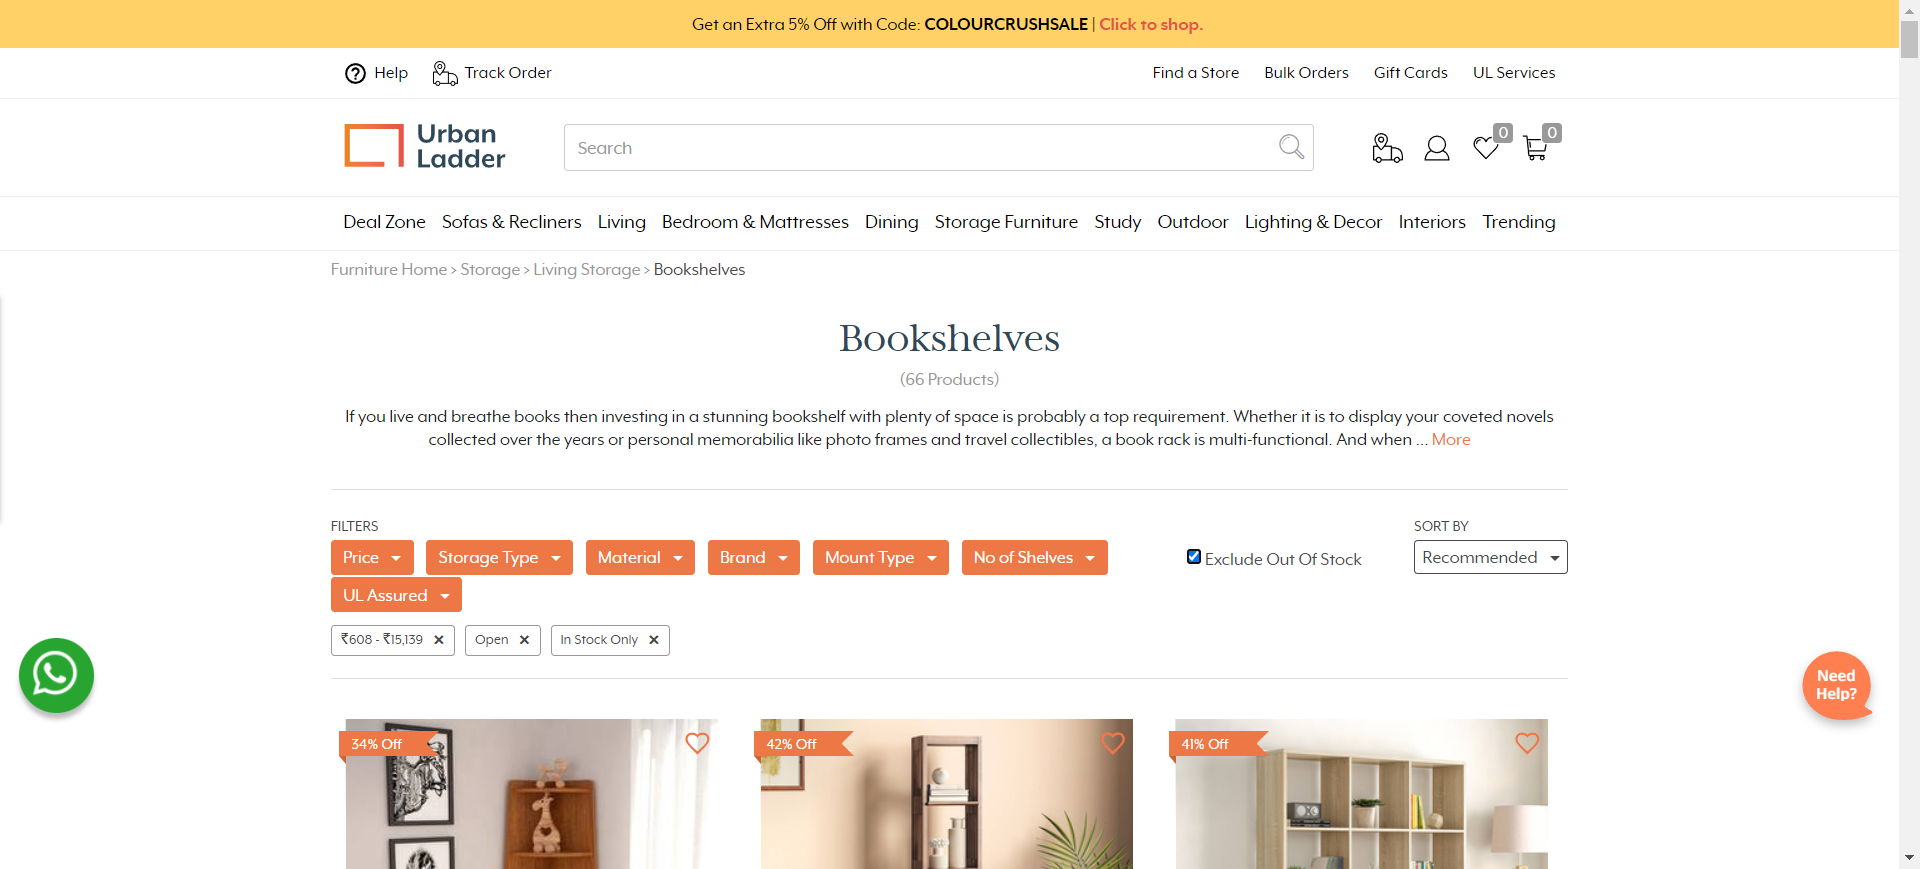 Get an Extra 5% Off with Code: COLOURCRUSHSALE | Click to shop.
Help Track Order Find a Store Bulk Orders Gift Cards UL Services
Urban
Ladder
Search
0 0
Deal Zone Sofas & Recliners Living Bedroom & Mattresses Dining Storage Furniture Study Outdoor Lighting & Decor Interiors Trending
Furniture Home > Storage > Living Storage > Bookshelves
Bookshelves
(66 Products)
If you live and breathe books then investing in a stunning bookshelf with plenty of space is probably a top requirement. Whether it is to display your coveted novels
collected over the years or personal memorabilia like photo frames and travel collectibles, a book rack is multi-functional. And when ... More
FILTERS SORT BY
Price Storage Type Material Brand Mount Type No of Shelves Exclude Out Of Stock Recommended
UL Assured
₹608 - ₹15,139 ✕ Open ✕ In Stock Only ✕
Need
Help?
34% Off 42% Off 41% Off